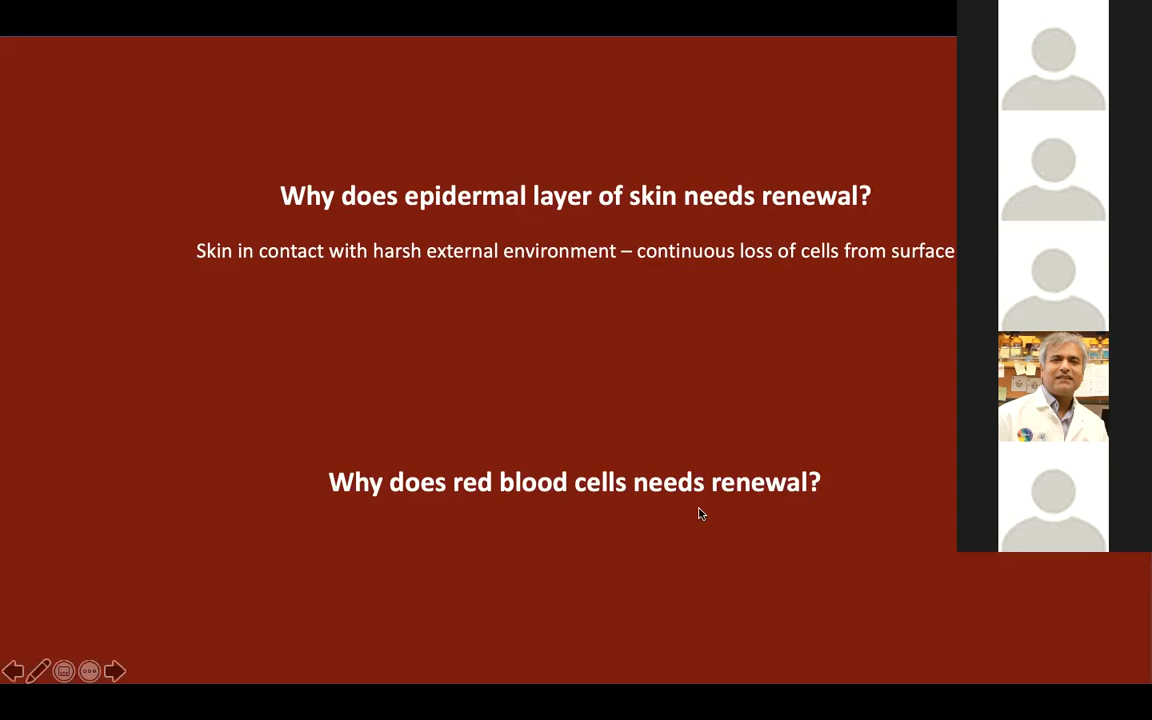 Why does epidermal layer of skin needs renewal?
Skin in contact with harsh external environment – continuous loss of cells from surface
Why does red blood cells needs renewal?